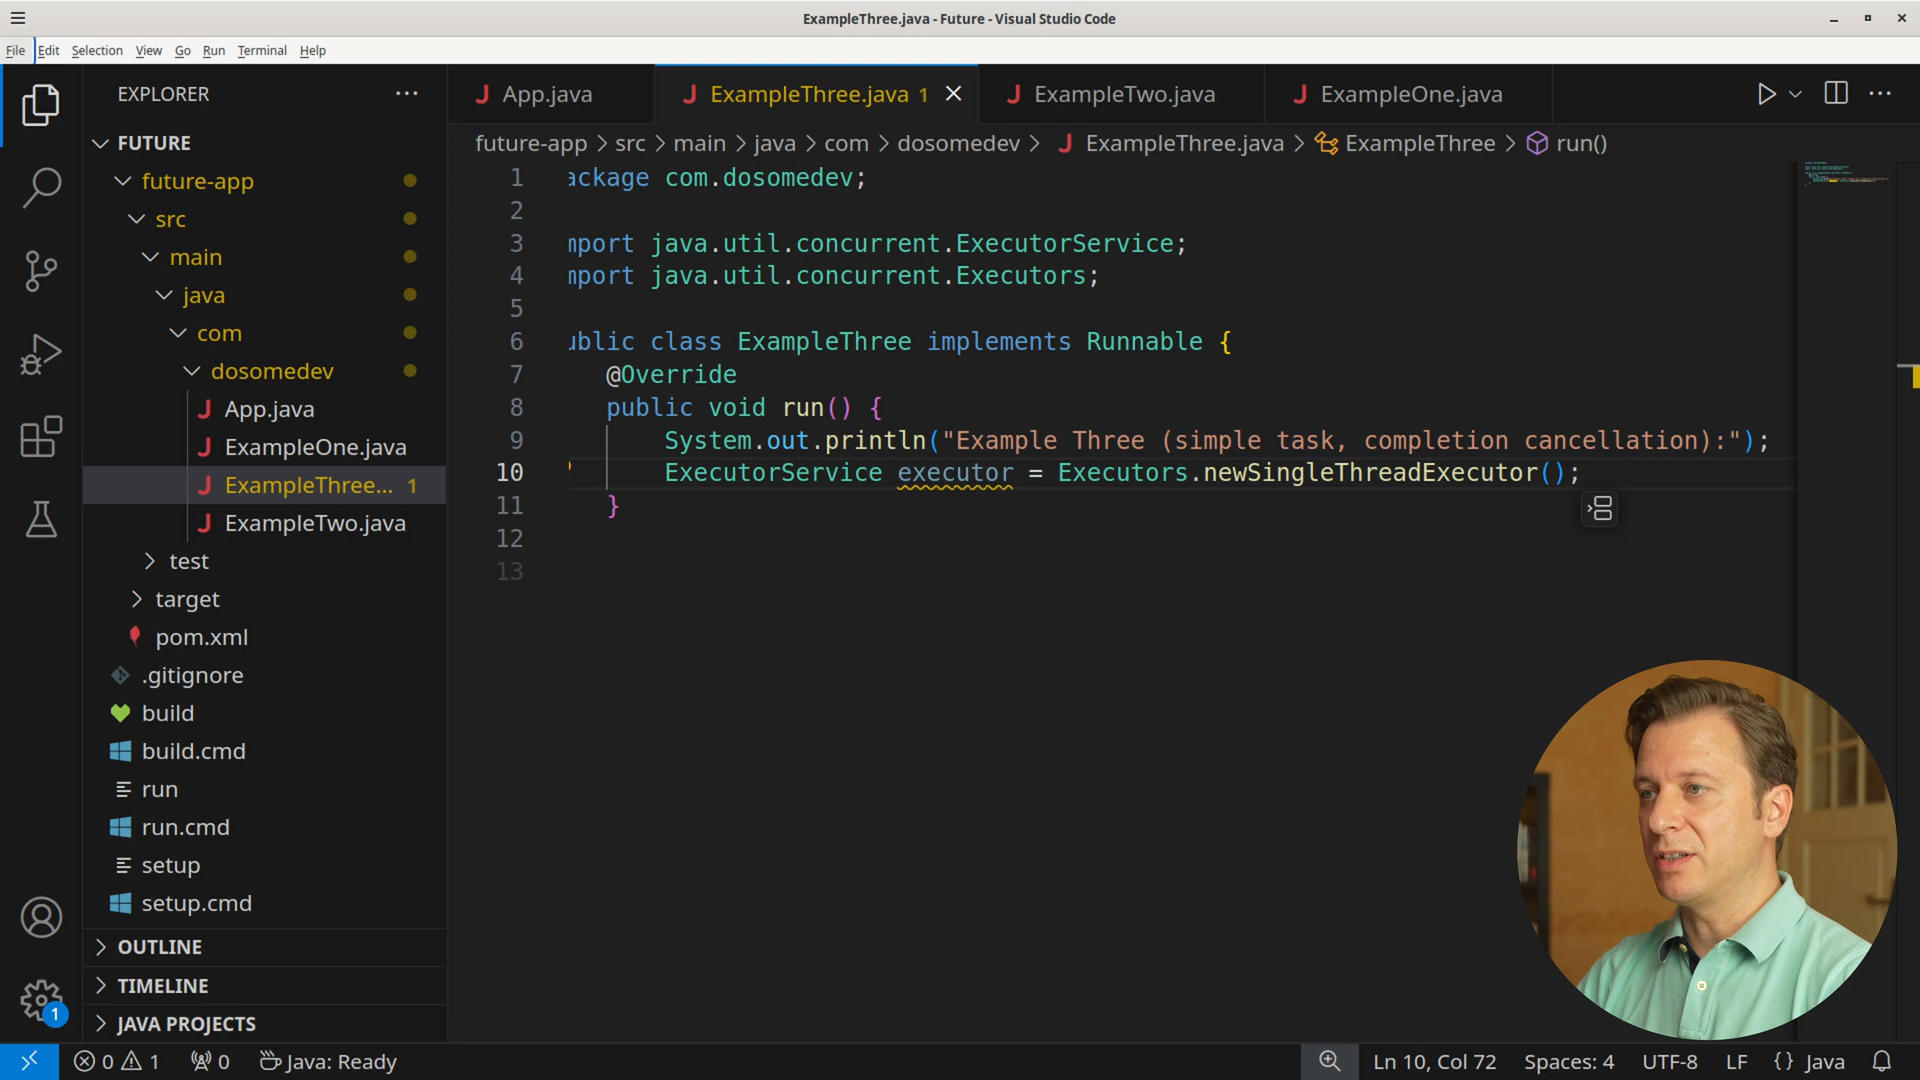 ExampleThree.java - Future - Visual Studio Code
File Edit Selection View Go Run Terminal Help
EXPLORER
FUTURE
future-app
src
main
java
com
dosomedev
App.java
ExampleOne.java
ExampleThree... 1
ExampleTwo.java
test
target
pom.xml
.gitignore
build
build.cmd
run
run.cmd
setup
setup.cmd
OUTLINE
TIMELINE
JAVA PROJECTS
1
App.java ExampleThree.java 1 ExampleTwo.java ExampleOne.java
future-app > src > main > java > com > dosomedev > ExampleThree.java > ExampleThree > run()
1 ackage com.dosomedev;
2
3 mport java.util.concurrent.ExecutorService;
4 mport java.util.concurrent.Executors;
5
6 ublic class ExampleThree implements Runnable {
7 @Override
8 public void run() {
9 System.out.println("Example Three (simple task, completion cancellation):");
10 ExecutorService executor = Executors.newSingleThreadExecutor();
11 }
12
13
0 1 0 Java: Ready Ln 10, Col 72 Spaces: 4 UTF-8 LF {} Java